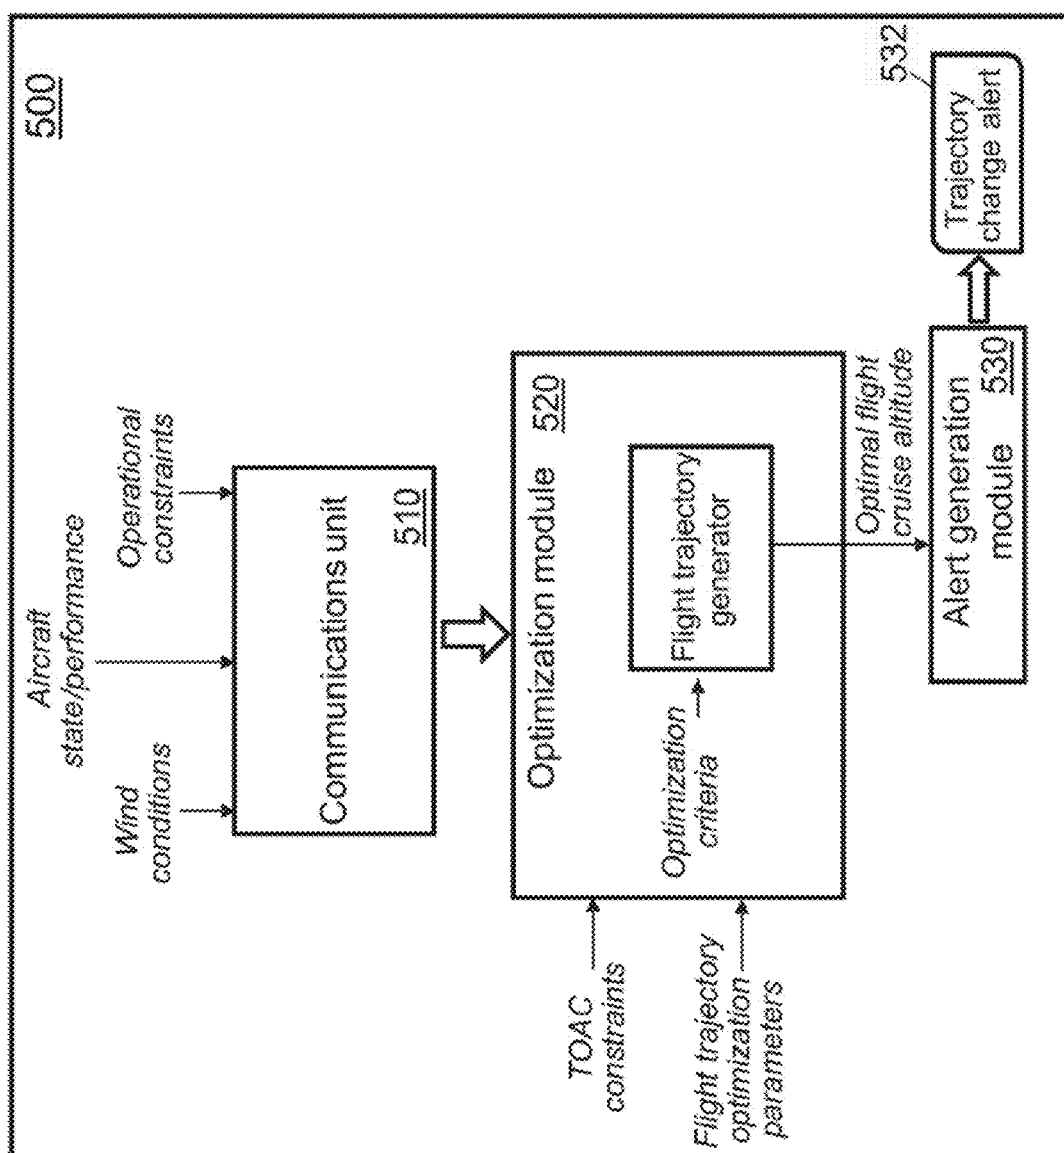 500
Aircraft
state/performance
Wind
conditions
Operational
constraints
Communications unit
510
TOAC
constraints
Flight trajectory
optimization
parameters
Optimization module 520
Optimization
criteria
Flight trajectory
generator
Optimal flight
cruise altitude
Alert generation
module 530
532
Trajectory
change alert